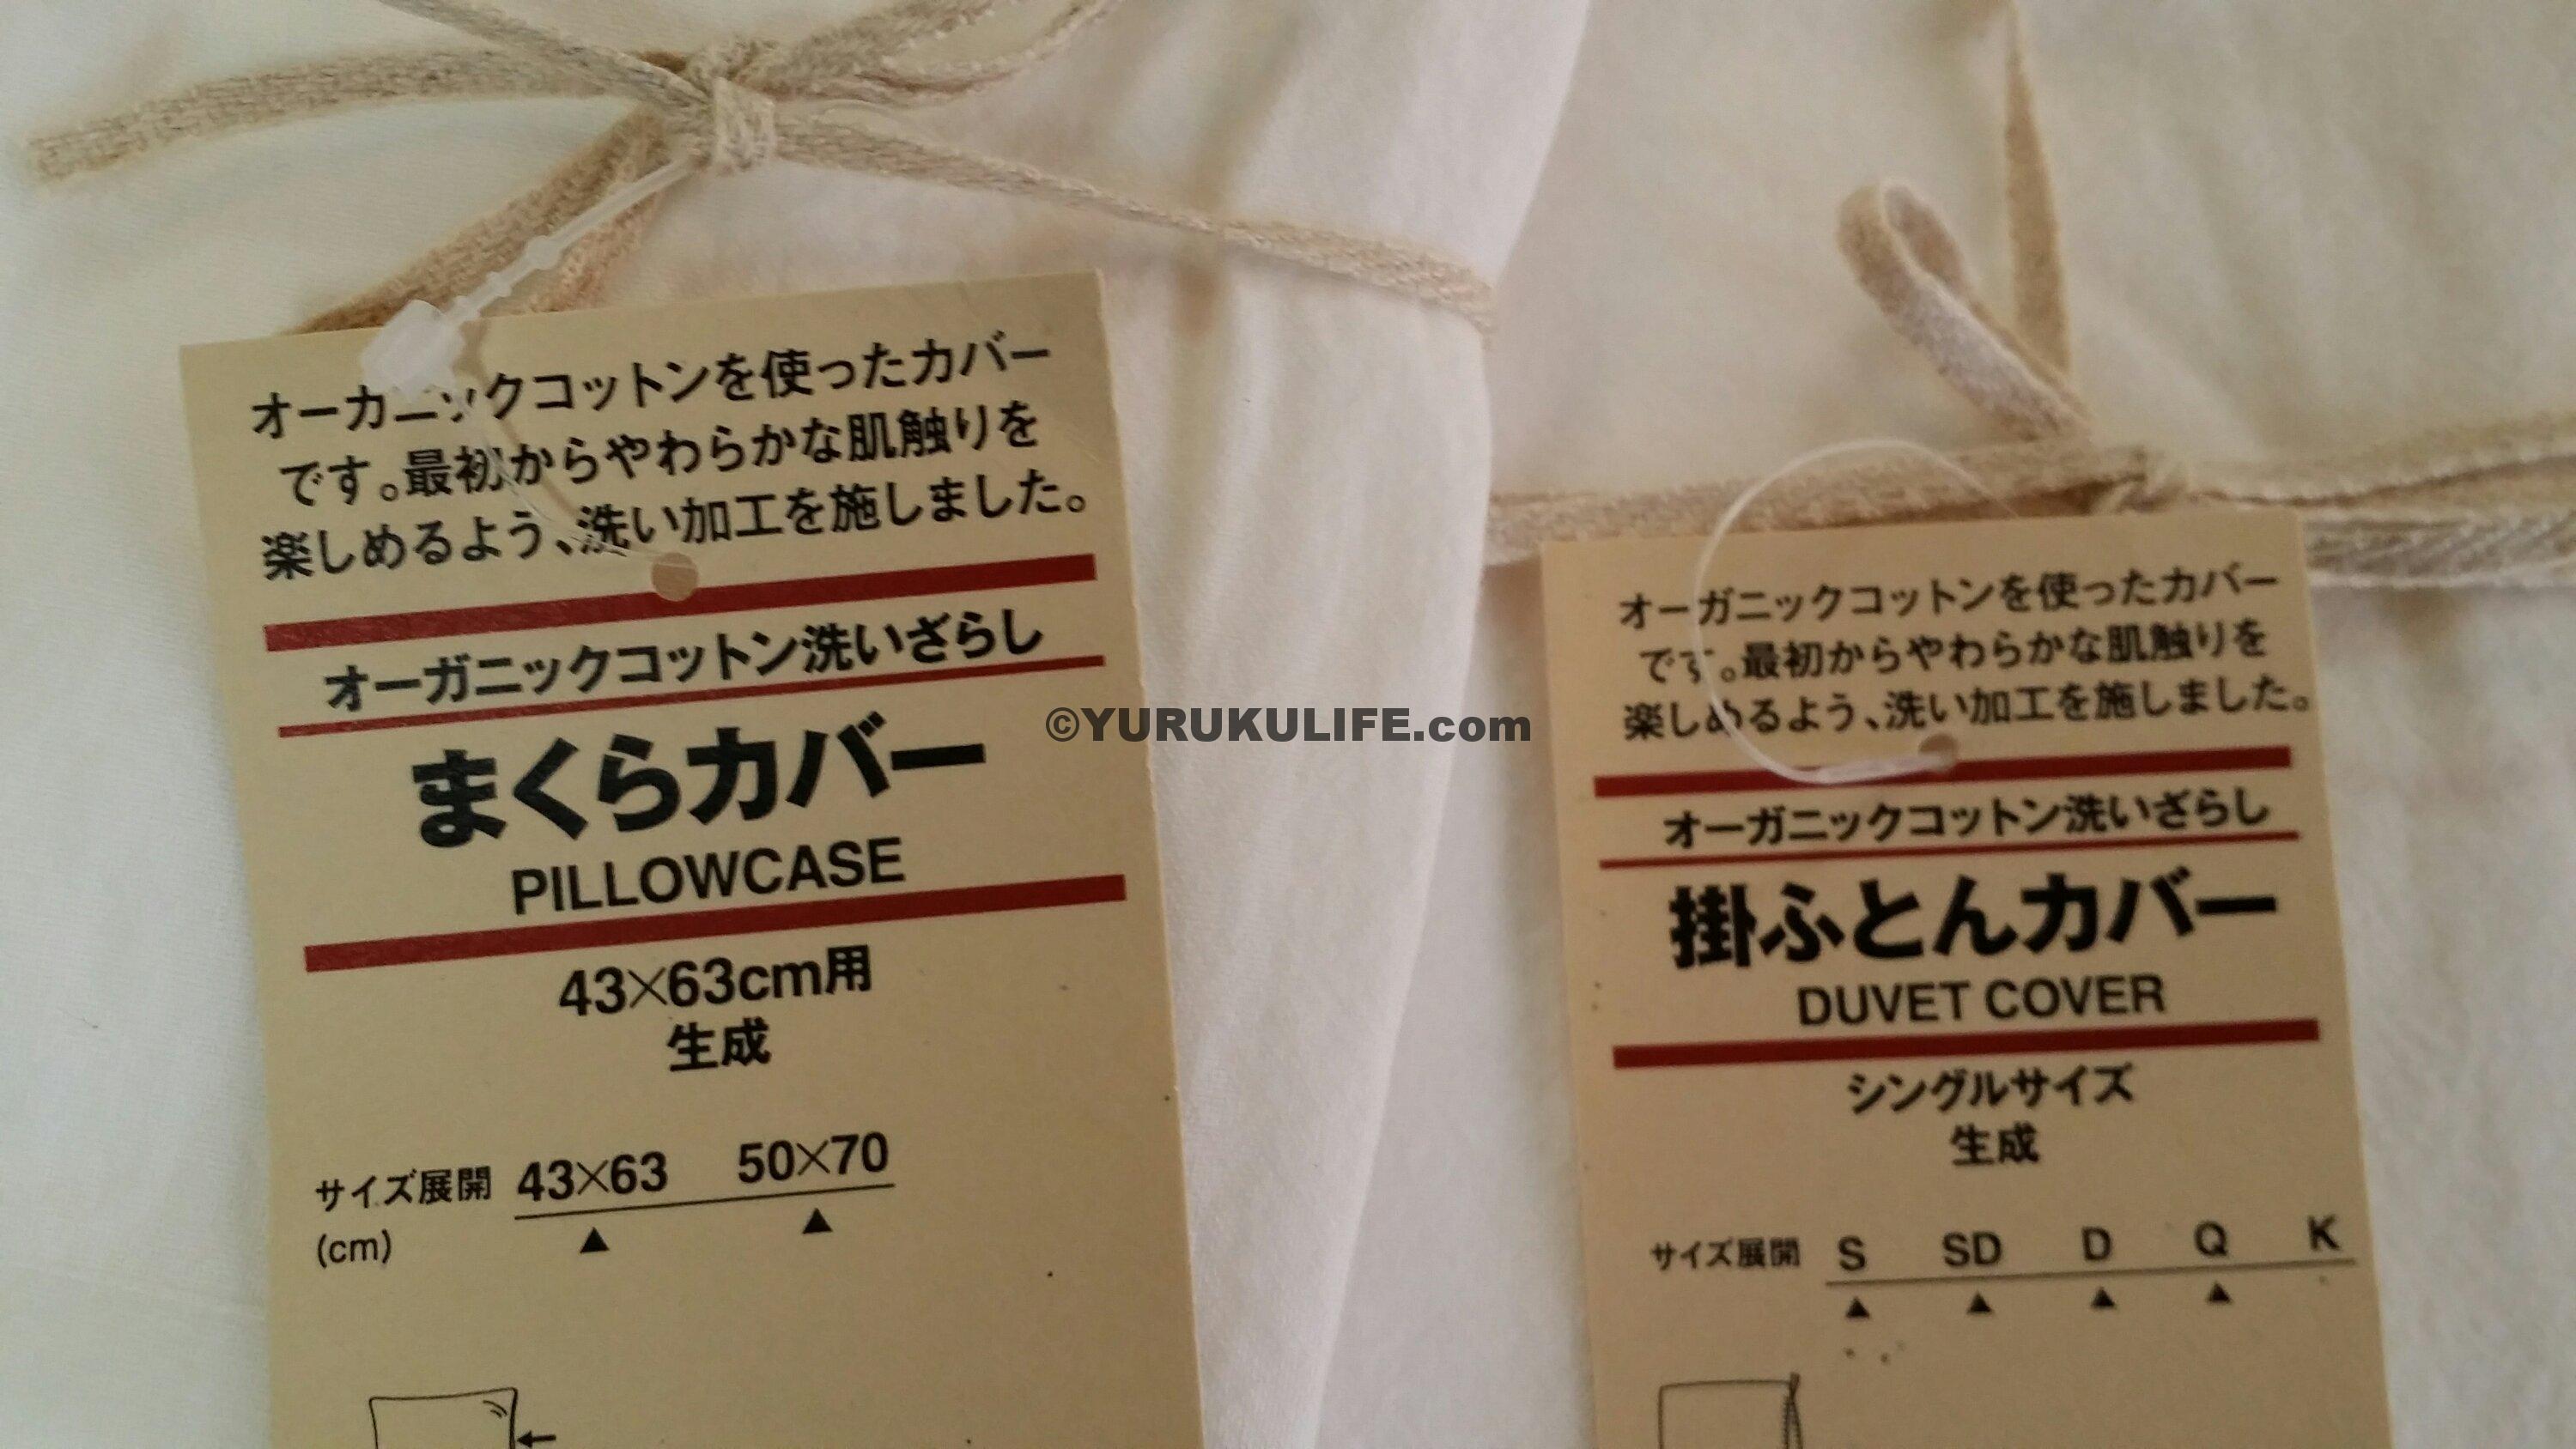 オーガニックコットンを使ったカバー
です。最初からやわらかな肌触りを
楽しめるよう、洗い加工を施しました。
オーガニックコットン洗いざらし
まくらカバー
PILLOWCASE
43×63cm用
生成
サイズ展開 43×63 50×70
(cm)
▲ ▲
©YURUKULIFE.com
オーガニックコットンを使ったカバー
です。最初からやわらかな肌触りを
楽しめるよう、洗い加工を施しました。
オーガニックコットン洗いざらし
掛ふとんカバー
DUVET COVER
シングルサイズ
生成
サイズ展開 S SD D Q K
▲ ▲ ▲ ▲